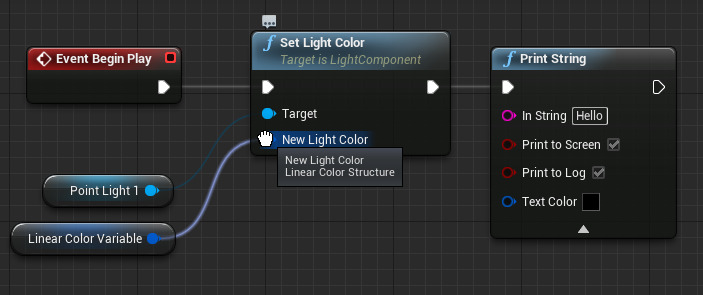 Event Begin Play
Set Light Color
Target is LightComponent
Target
New Light Color
New Light Color
Linear Color Structure
Point Light 1
Linear Color Variable
Print String
In String Hello
Print to Screen
Print to Log
Text Color